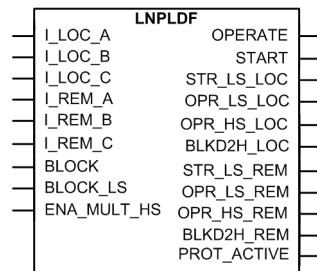 LNPLDF
I_LOC_A
I_LOC_B
I_LOC_C
I_REM_A
I_REM_B
I_REM_C
BLOCK
BLOCK_LS
ENA_MULT_HS
OPERATE
START
STR_LS_LOC
OPR_LS_LOC
OPR_HS_LOC
BLKD2H_LOC
STR_LS_REM
OPR_LS_REM
OPR_HS_REM
BLKD2H_REM
PROT_ACTIVE